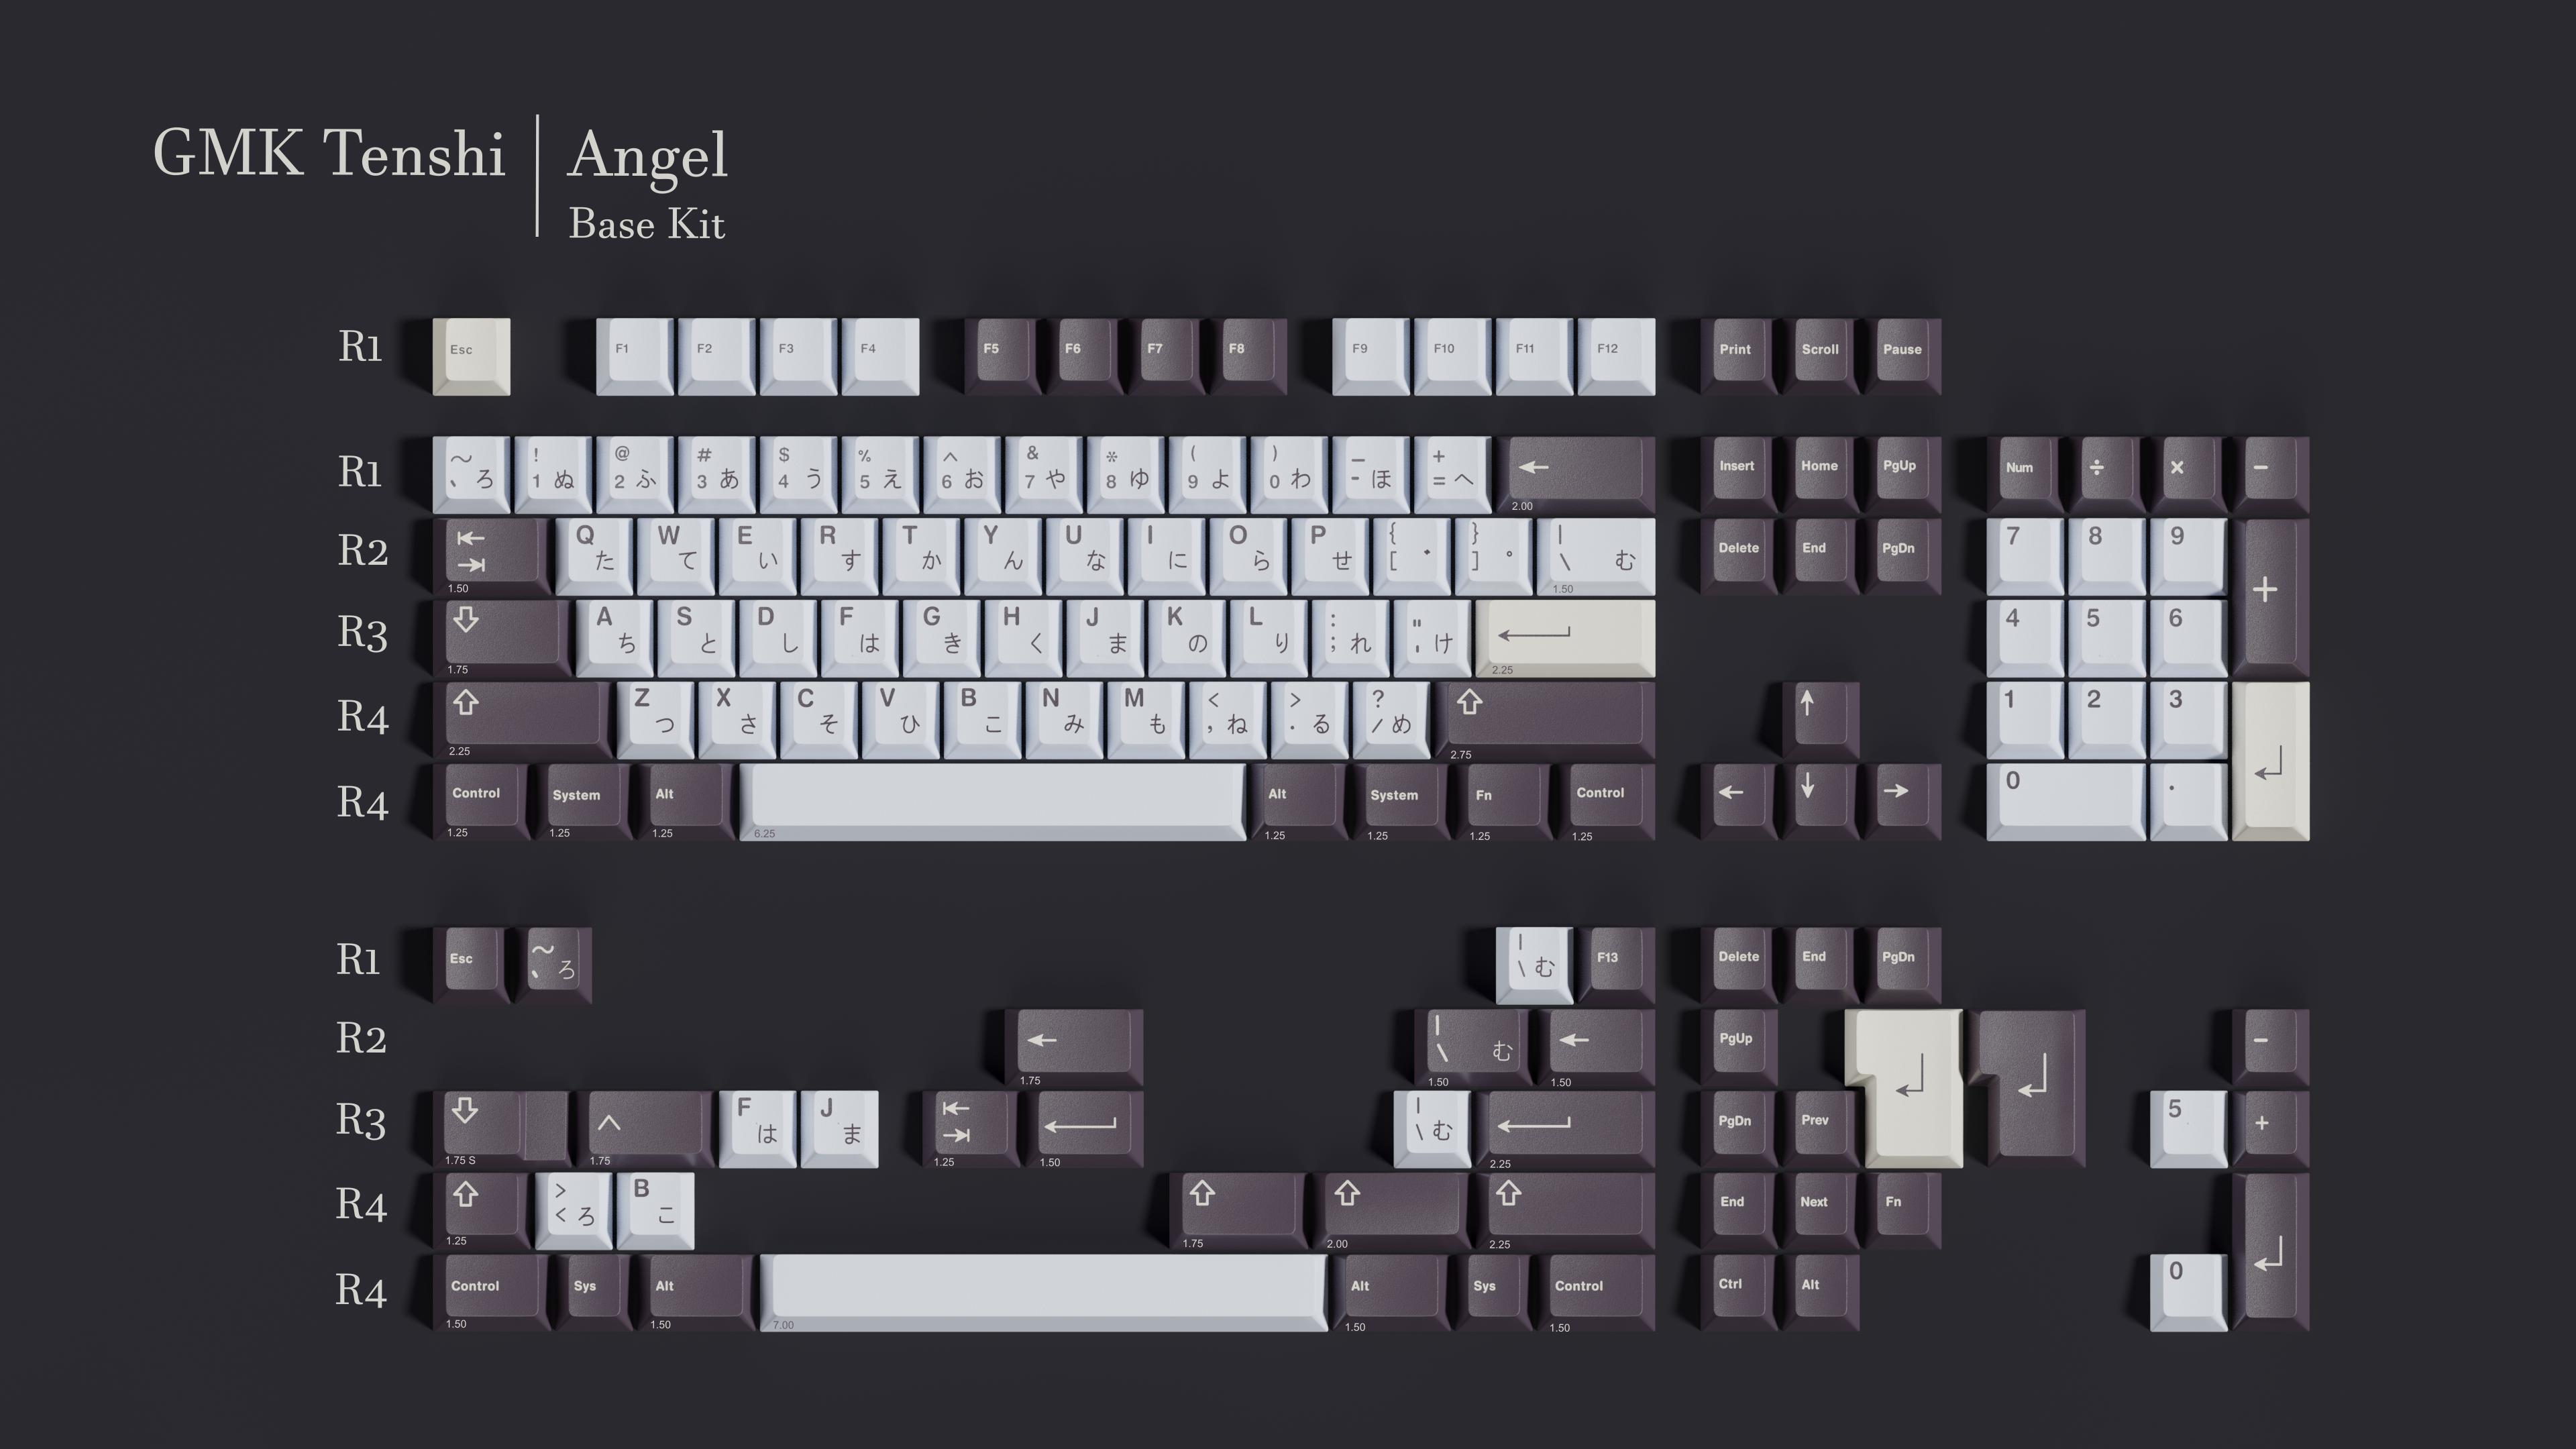 GMK Tenshi | Angel
Base Kit
R1 Esc F1 F2 F3 F4 F5 F6 F7 F8 F9 F10 F11 F12 Print Scroll Pause
~ ! @ # $ % ^ & * ( ) _ +
R1 ` ろ 1 ぬ 2 ふ 3 あ 4 う 5 え 6 お 7 や 8 ゆ 9 よ 0 わ - ほ = へ ← Insert Home PgUp Num ÷ × −
2.00
R2 ⇤ ⇥ Q た W て E い R す T か Y ん U な I に O ら P せ { [ ゛ } ] ゜ | \ む Delete End PgDn 7 8 9 +
1.50 1.50
R3 ⇩ A ち S と D し F は G き H く J ま K の L り : ; れ " ' け ← 4 5 6
1.75 2.25
R4 ⇧ Z つ X さ C そ V ひ B こ N み M も < , ね > . る ? / め ⇧ ↑ 1 2 3 ↵
2.25 2.75
R4 Control System Alt Alt System Fn Control ← ↓ → 0 .
1.25 1.25 1.25 6.25 1.25 1.25 1.25 1.25
R1 Esc ~ ` ろ | \ む F13 Delete End PgDn
R2 ← | \ む ← PgUp ↵ ↵ −
1.75 1.50 1.50
R3 ⇩ ^ F は J ま ⇤ ⇥ ← | \ む ← PgDn Prev 5 +
1.75 S 1.75 1.25 1.50 2.25
R4 ⇧ > < ろ B こ ⇧ ⇧ ⇧ End Next Fn ↵
1.25 1.75 2.00 2.25
R4 Control Sys Alt Alt Sys Control Ctrl Alt 0
1.50 1.50 7.00 1.50 1.50